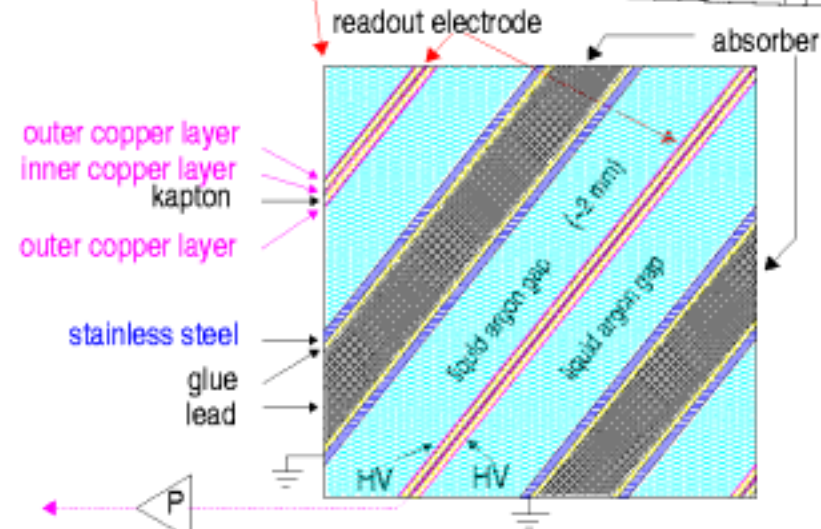 readout electrode
absorber
outer copper layer
inner copper layer
kapton
outer copper layer
(~2 mm)
liquid argon gap
liquid argon gap
stainless steel
glue
lead
HV
HV
P